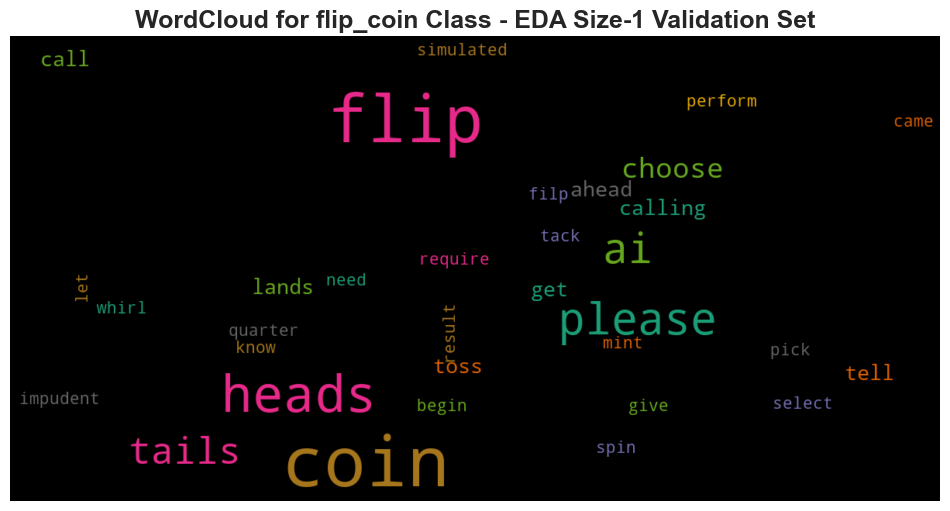 WordCloud for flip_coin Class - EDA Size-1 Validation Set
call
simulated
flip
perform
came
choose
filp
ahead
calling
tack
ai
require
let
lands
need
get
whirl
please
quarter
result
know
mint
pick
toss
tell
heads
impudent
begin
give
select
tails
spin
coin